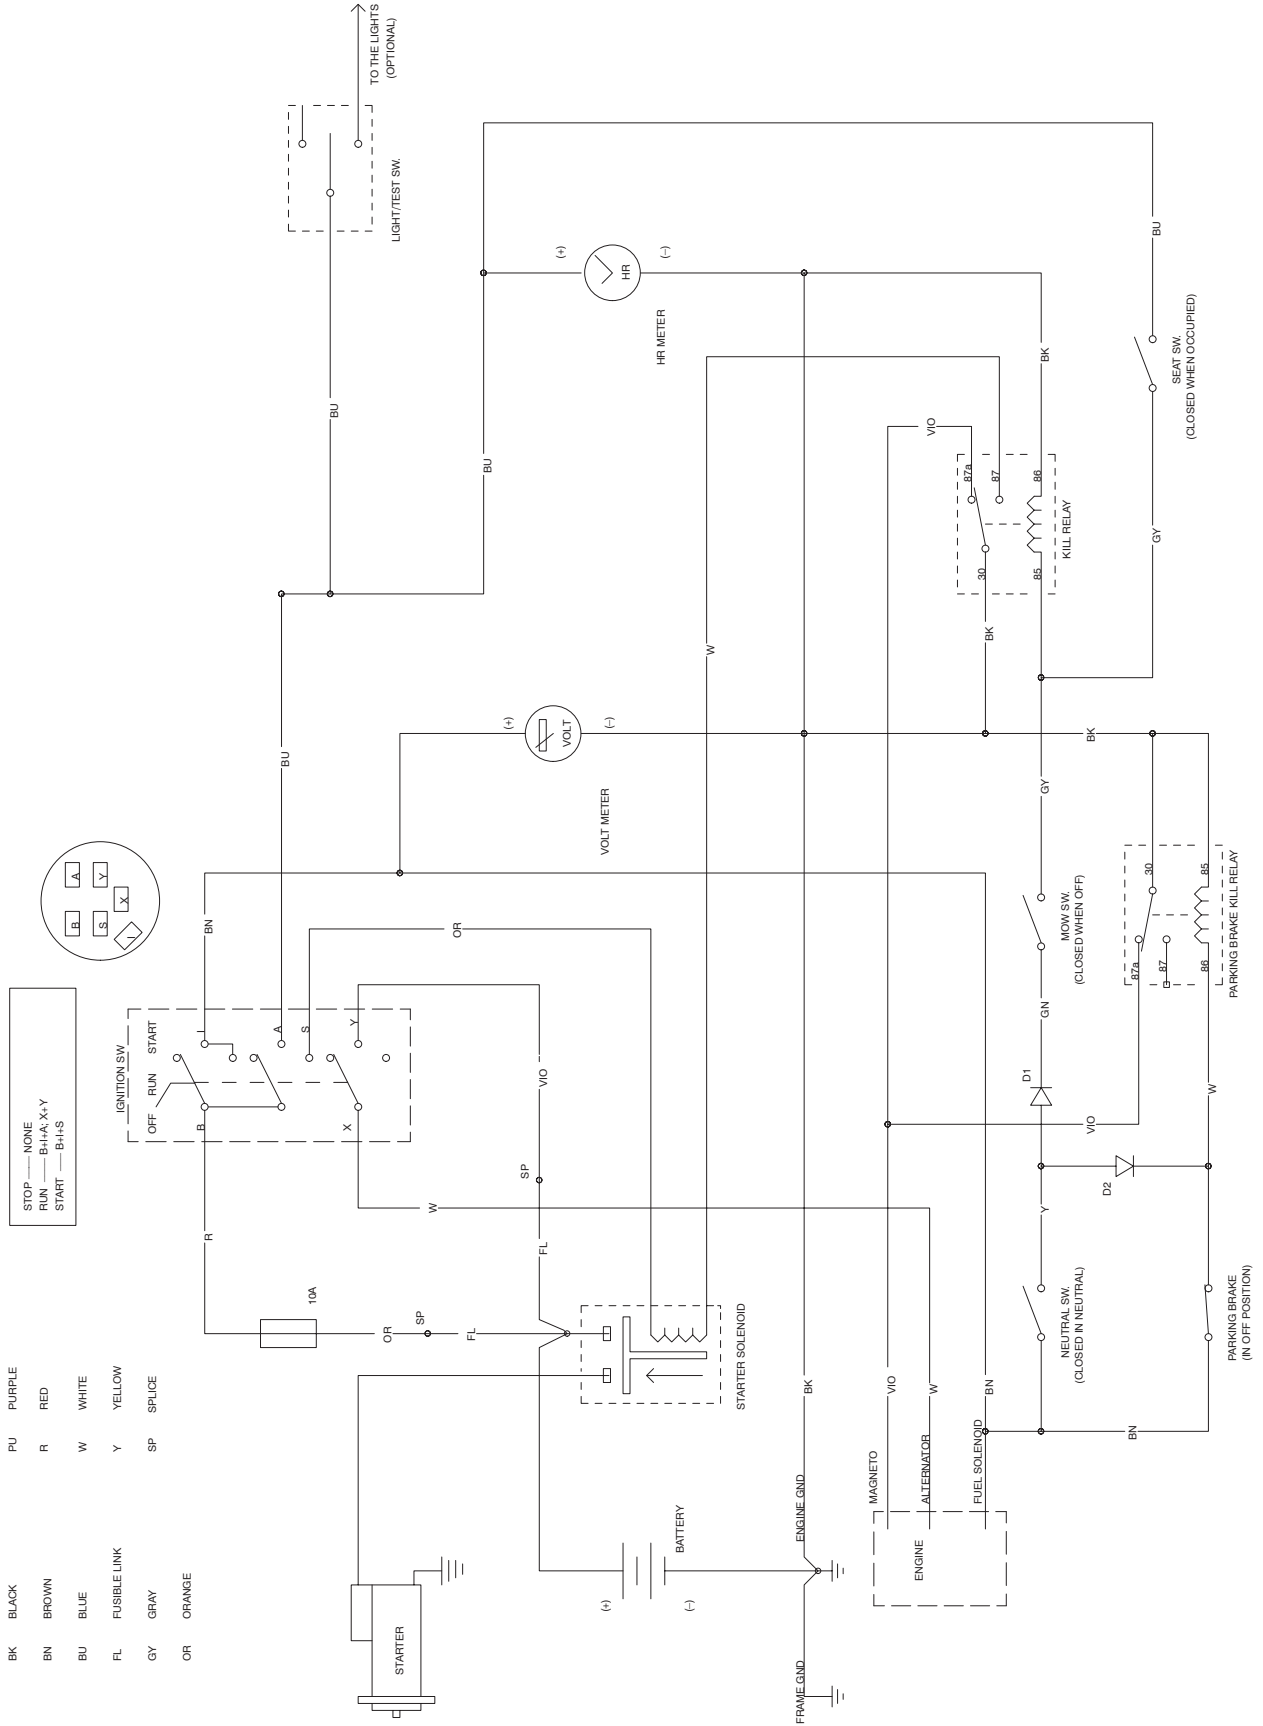 BK BLACK PU PURPLE
BN BROWN R RED
BU BLUE W WHITE
FL FUSIBLE LINK Y YELLOW
GY GRAY SP SPLICE
OR ORANGE
STOP —— NONE
RUN —— B+I+A; X+Y
START —— B+I+S
B A
S Y
X
I
IGNITION SW
OFF RUN START
B
I
A
S
X
Y
R
BN
10A
BU
BU
LIGHT/TEST SW.
TO THE LIGHTS
(OPTIONAL)
OR
SP
FL
W
OR
BU
STARTER
SP
FL
VIO
(+)
VOLT
(–)
VOLT METER
(+)
HR
(–)
HR METER
STARTER SOLENOID
(+)
(–)
BATTERY
W
FRAME GND
ENGINE GND
BK
MAGNETO
VIO
VIO
ENGINE
ALTERNATOR
W
FUEL SOLENOID
BN
BK
30
87a
87
85
86
KILL RELAY
BK
Y
D1
GN
GY
NEUTRAL SW.
(CLOSED IN NEUTRAL)
MOW SW.
(CLOSED WHEN OFF)
BN
D2
VIO
BK
87a
30
87
86
85
PARKING BRAKE KILL RELAY
W
GY
BU
SEAT SW.
(CLOSED WHEN OCCUPIED)
PARKING BRAKE
(IN OFF POSITION)